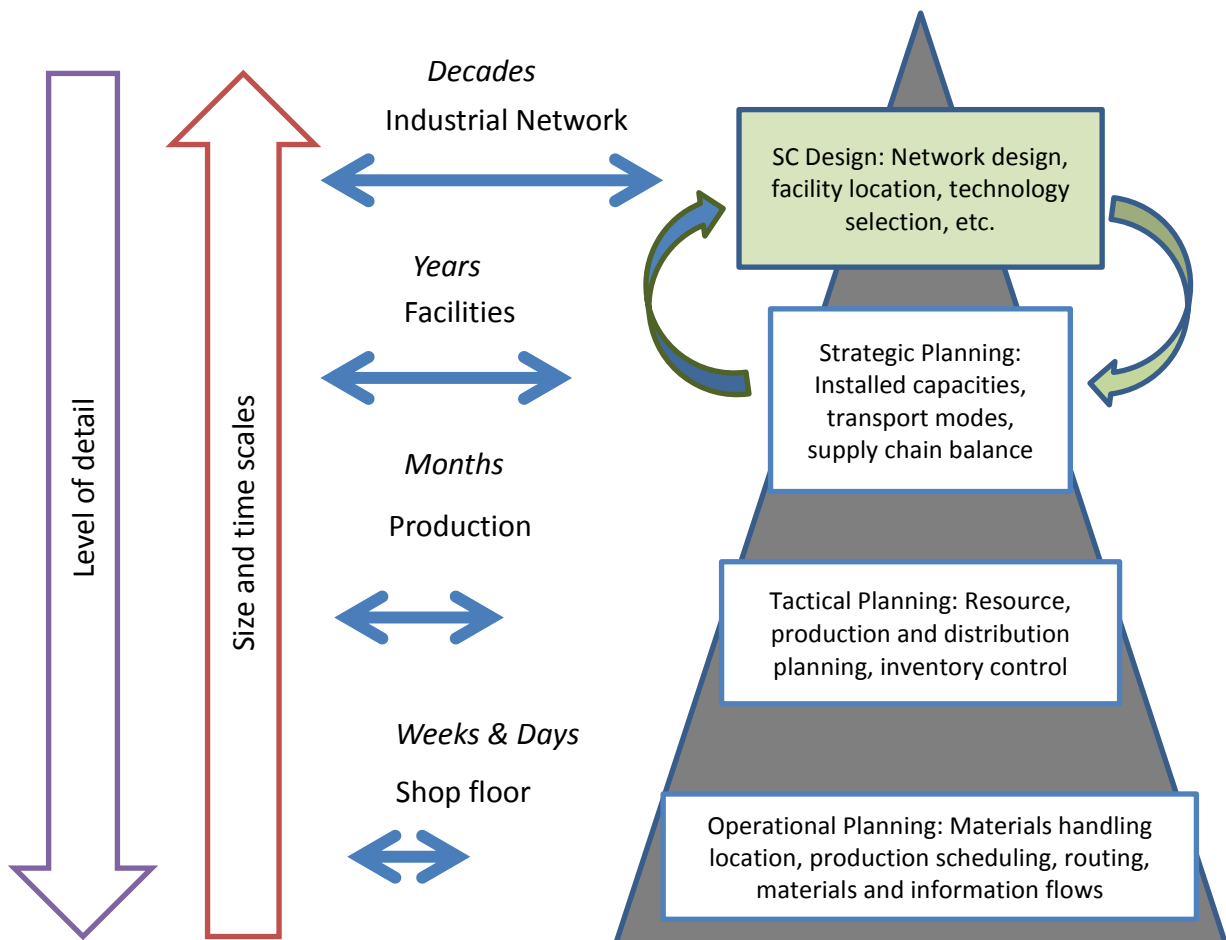 Level of detail
Size and time scales
Decades
Industrial Network
Years
Facilities
Months
Production
Weeks & Days
Shop floor
SC Design: Network design,
facility location, technology
selection, etc.
Strategic Planning:
Installed capacities,
transport modes,
supply chain balance
Tactical Planning: Resource,
production and distribution
planning, inventory control
Operational Planning: Materials handling
location, production scheduling, routing,
materials and information flows